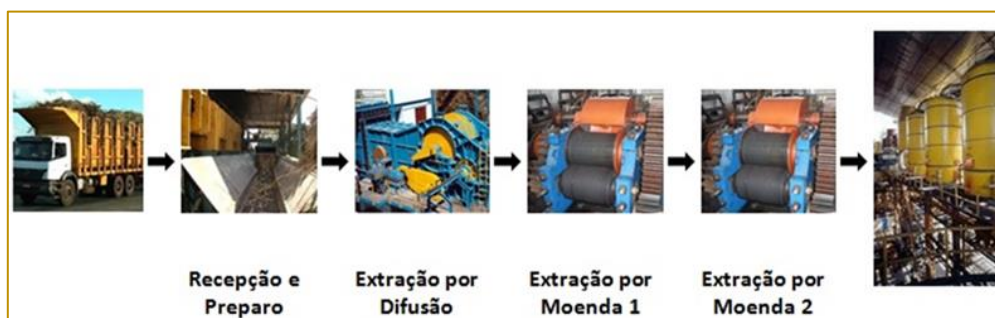 Recepção e
Preparo
Extração por
Difusão
Extração por
Moenda 1
Extração por
Moenda 2